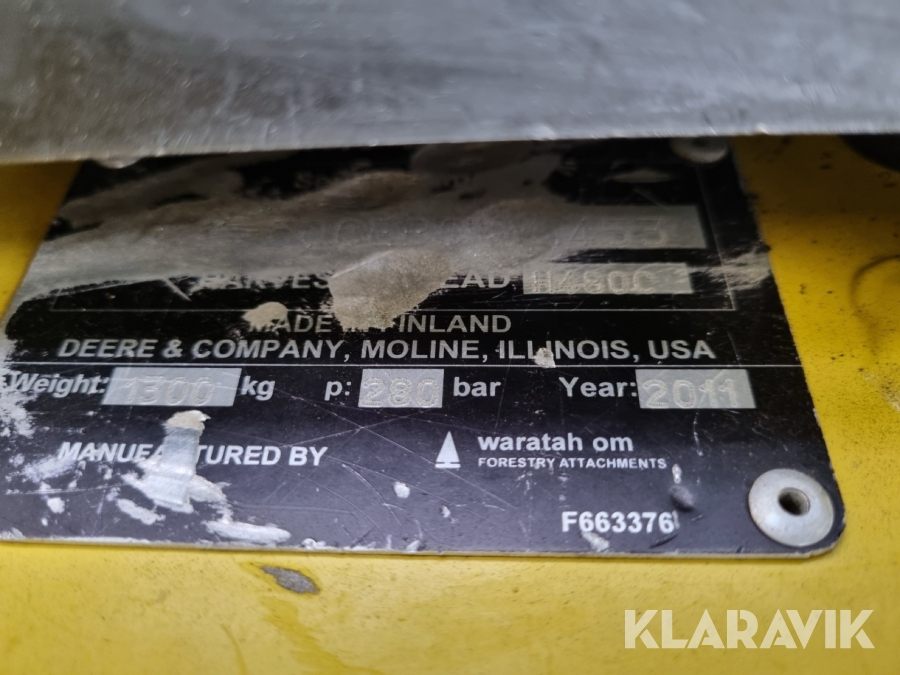 HEAD H480C
MADE IN FINLAND
DEERE & COMPANY, MOLINE, ILLINOIS, USA
Weight: 1300 kg p: 280 bar Year: 2011
MANUFACTURED BY waratah om
FORESTRY ATTACHMENTS
F663376
KLARAVIK